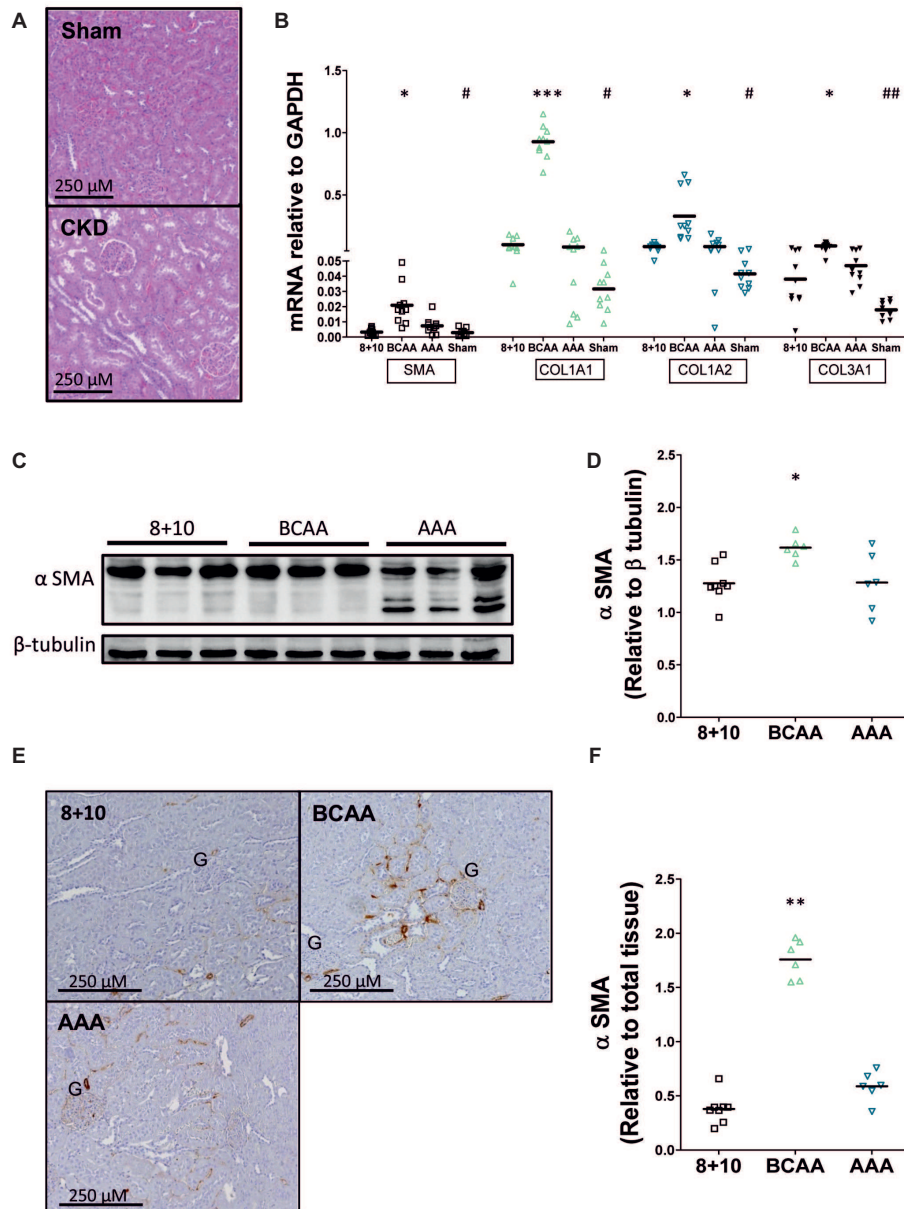 A
Sham
250 µM
CKD
250 µM
B
mRNA relative to GAPDH
1.5
1.0
0.5
0.05
0.04
0.03
0.02
0.01
0.00
* # *** # * # * ##
8+10 BCAA AAA Sham 8+10 BCAA AAA Sham 8+10 BCAA AAA Sham 8+10 BCAA AAA Sham
SMA COL1A1 COL1A2 COL3A1
C
8+10 BCAA AAA
α SMA
β-tubulin
D
α SMA
(Relative to β tubulin)
2.5
2.0
1.5
1.0
0.5
0.0
*
8+10 BCAA AAA
E
8+10
G
250 µM
BCAA
G
G
250 µM
AAA
G
250 µM
F
α SMA
(Relative to total tissue)
2.5
2.0
1.5
1.0
0.5
0.0
**
8+10 BCAA AAA